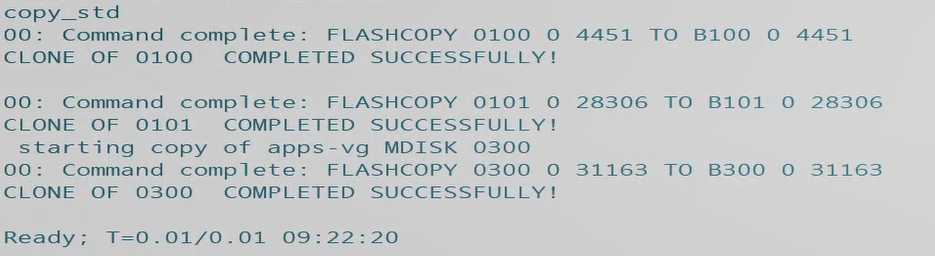 copy_std
00: Command complete: FLASHCOPY 0100 0 4451 TO B100 0 4451
CLONE OF 0100  COMPLETED SUCCESSFULLY!

00: Command complete: FLASHCOPY 0101 0 28306 TO B101 0 28306
CLONE OF 0101  COMPLETED SUCCESSFULLY!
 starting copy of apps-vg MDISK 0300
00: Command complete: FLASHCOPY 0300 0 31163 TO B300 0 31163
CLONE OF 0300  COMPLETED SUCCESSFULLY!

Ready; T=0.01/0.01 09:22:20